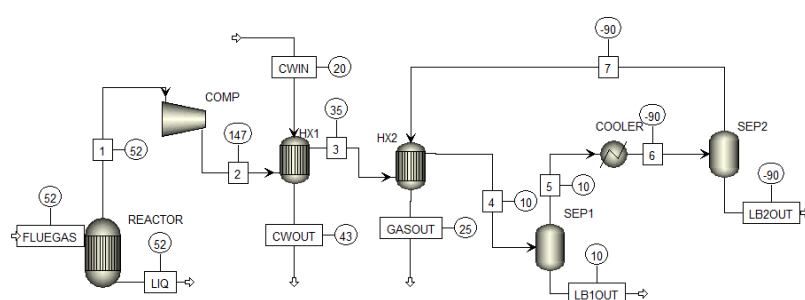 -90
7
CWIN
20
COMP
147
35
HX1
HX2
COOLER
-90
SEP2
1
52
2
3
6
5
10
4
10
-90
52
REACTOR
52
SEP1
LB2OUT
FLUEGAS
CWOUT
43
GASOUT
25
10
LIQ
LB1OUT